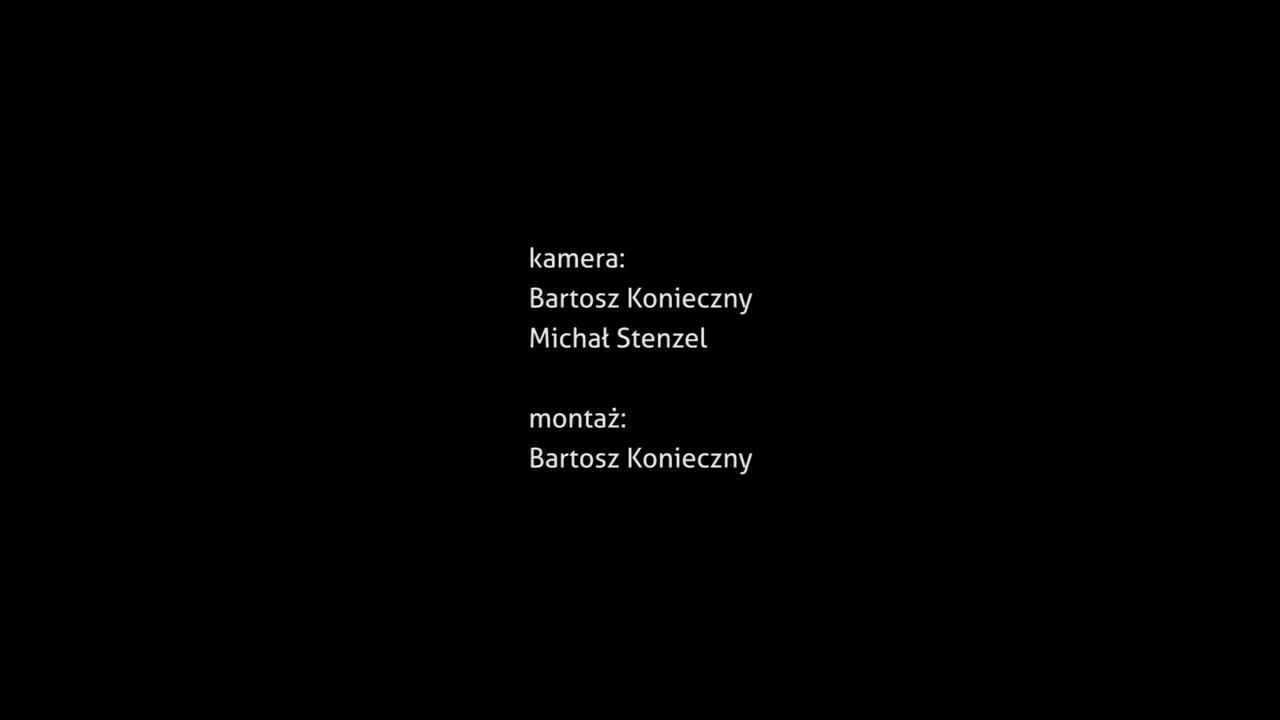 kamera:
Bartosz Konieczny
Michał Stenzel
montaż:
Bartosz Konieczny